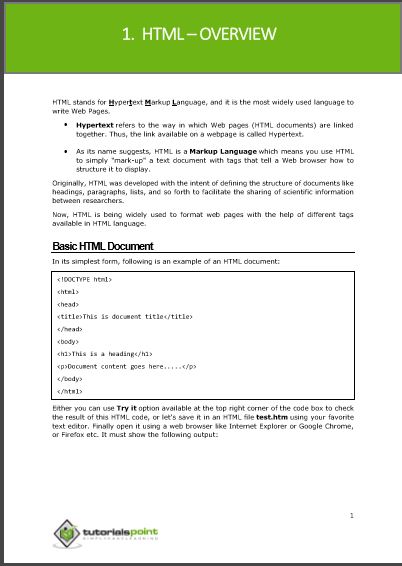 1. HTML – OVERVIEW
HTML stands for Hypertext Markup Language, and it is the most widely used language to
write Web Pages.
• Hypertext refers to the way in which Web pages (HTML documents) are linked
together. Thus, the link available on a webpage is called Hypertext.
• As its name suggests, HTML is a Markup Language which means you use HTML
to simply "mark-up" a text document with tags that tell a Web browser how to
structure it to display.
Originally, HTML was developed with the intent of defining the structure of documents like
headings, paragraphs, lists, and so forth to facilitate the sharing of scientific information
between researchers.
Now, HTML is being widely used to format web pages with the help of different tags
available in HTML language.
Basic HTML Document
In its simplest form, following is an example of an HTML document:
<!DOCTYPE html>
<html>
<head>
<title>This is document title</title>
</head>
<body>
<h1>This is a heading</h1>
<p>Document content goes here.....</p>
</body>
</html>
Either you can use Try it option available at the top right corner of the code box to check
the result of this HTML code, or let's save it in an HTML file test.htm using your favorite
text editor. Finally open it using a web browser like Internet Explorer or Google Chrome,
or Firefox etc. It must show the following output:
1
tutorialspoint
SIMPLYEASYLEARNING